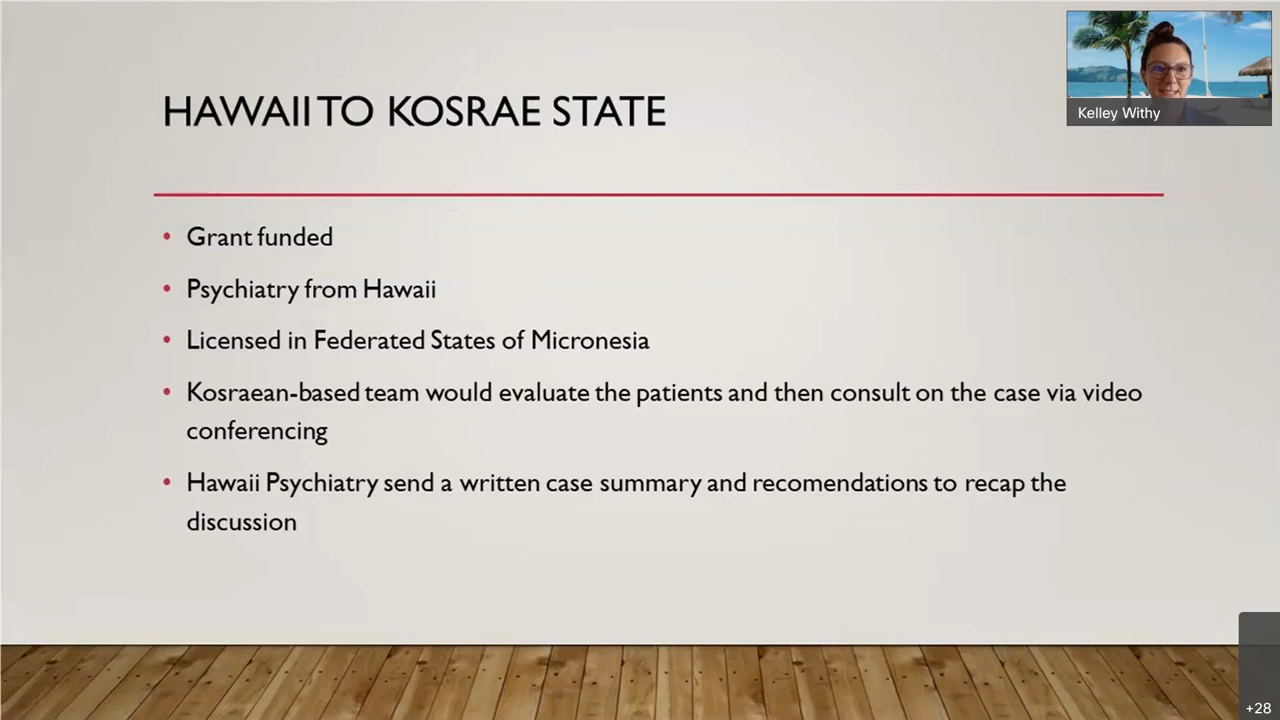 HAWAII TO KOSRAE STATE
Kelley Withy
• Grant funded
• Psychiatry from Hawaii
• Licensed in Federated States of Micronesia
• Kosraean-based team would evaluate the patients and then consult on the case via video
conferencing
• Hawaii Psychiatry send a written case summary and recomendations to recap the
discussion
+28